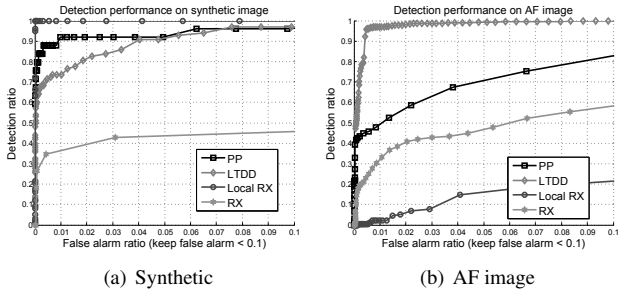 Detection performance on synthetic image
Detection ratio
1
0.9
0.8
0.7
0.6
0.5
0.4
0.3
0.2
0.1
0
PP
LTDD
Local RX
RX
0 0.01 0.02 0.03 0.04 0.05 0.06 0.07 0.08 0.09 0.1
False alarm ratio (keep false alarm < 0.1)
(a) Synthetic
Detection performance on AF image
Detection ratio
1
0.9
0.8
0.7
0.6
0.5
0.4
0.3
0.2
0.1
0
PP
LTDD
Local RX
RX
0 0.01 0.02 0.03 0.04 0.05 0.06 0.07 0.08 0.09 0.1
False alarm ratio (keep false alarm < 0.1)
(b) AF image